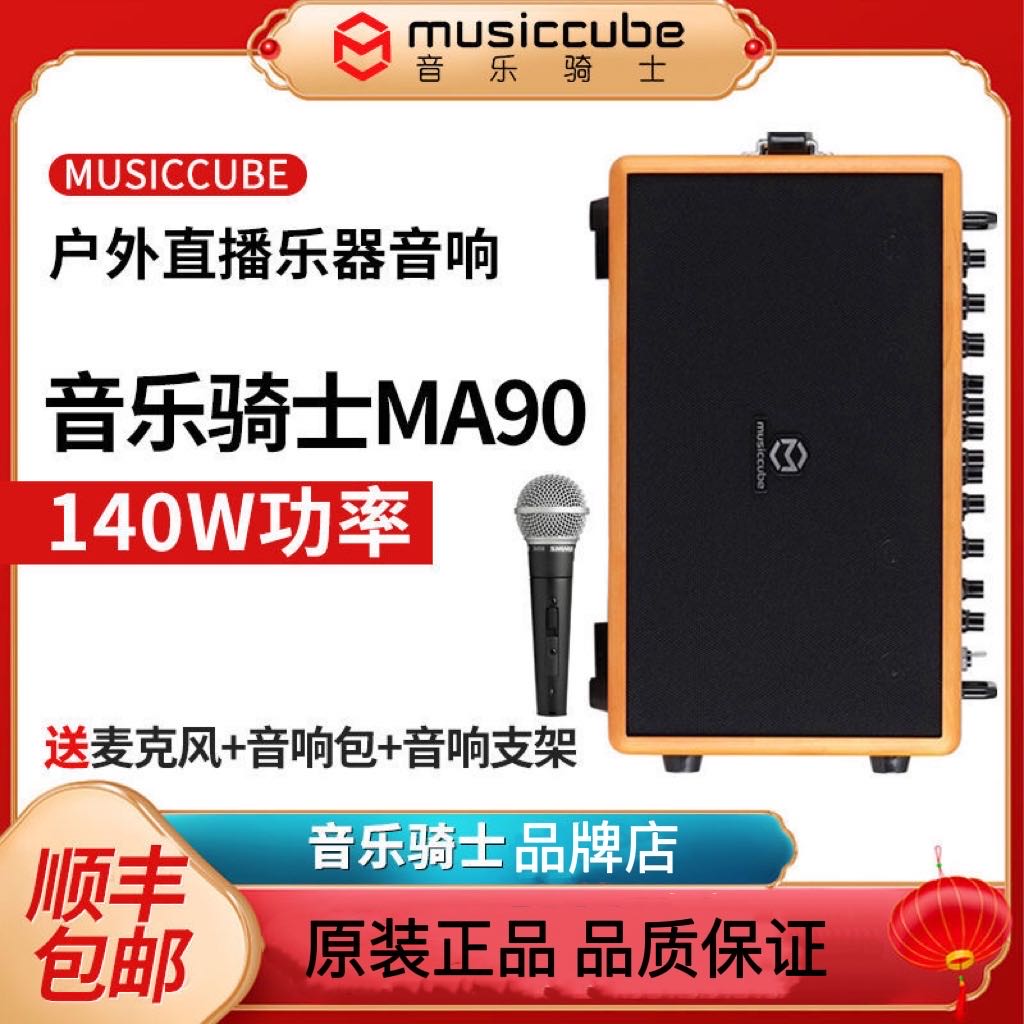 musiccube
音乐骑士
MUSICCUBE
户外直播乐器音响
音乐骑士MA90
140W功率
musiccube
送麦克风+音响包+音响支架
音乐骑士品牌店
顺丰
包邮
原装正品 品质保证